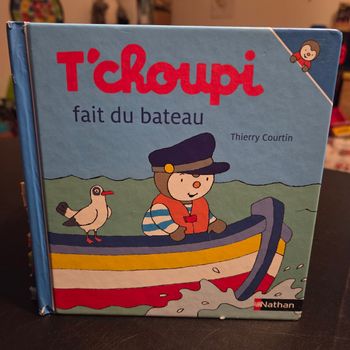 T'choupi
fait du bateau
Thierry Courtin
Nathan